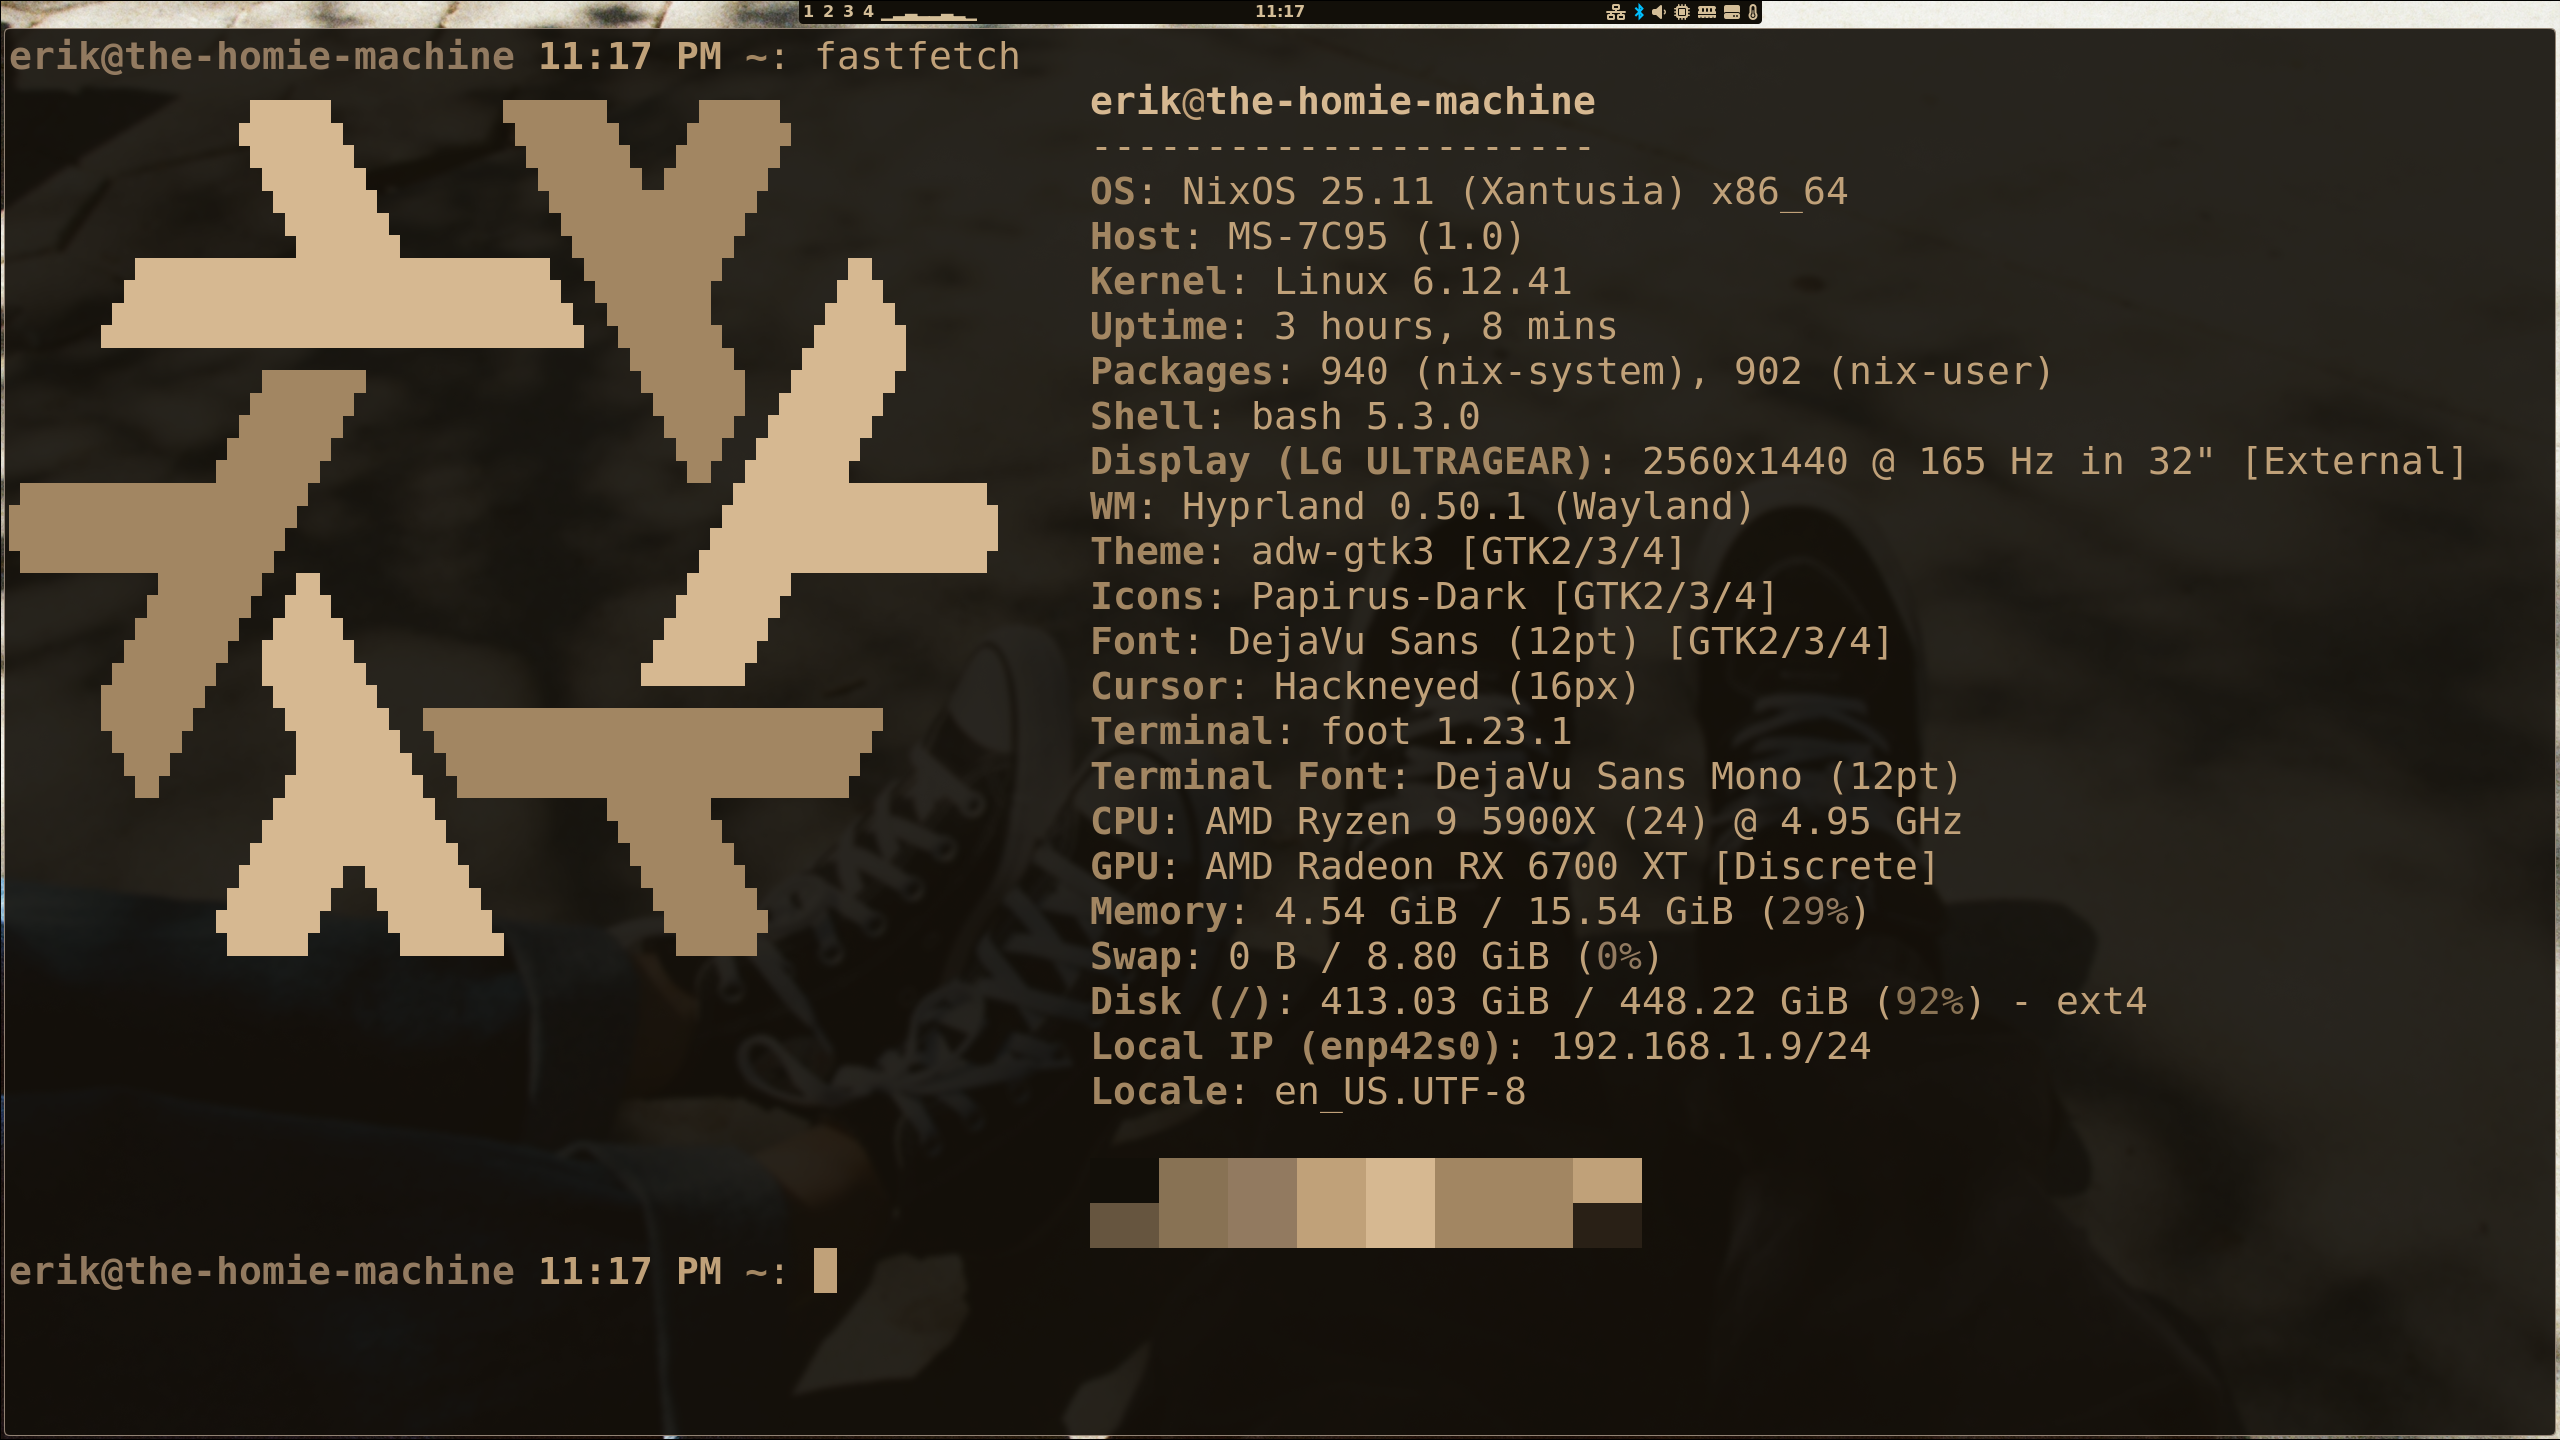 1 2 3 4 11:17
erik@the-homie-machine 11:17 PM ~: fastfetch
erik@the-homie-machine
----------------------
OS: NixOS 25.11 (Xantusia) x86_64
Host: MS-7C95 (1.0)
Kernel: Linux 6.12.41
Uptime: 3 hours, 8 mins
Packages: 940 (nix-system), 902 (nix-user)
Shell: bash 5.3.0
Display (LG ULTRAGEAR): 2560x1440 @ 165 Hz in 32" [External]
WM: Hyprland 0.50.1 (Wayland)
Theme: adw-gtk3 [GTK2/3/4]
Icons: Papirus-Dark [GTK2/3/4]
Font: DejaVu Sans (12pt) [GTK2/3/4]
Cursor: Hackneyed (16px)
Terminal: foot 1.23.1
Terminal Font: DejaVu Sans Mono (12pt)
CPU: AMD Ryzen 9 5900X (24) @ 4.95 GHz
GPU: AMD Radeon RX 6700 XT [Discrete]
Memory: 4.54 GiB / 15.54 GiB (29%)
Swap: 0 B / 8.80 GiB (0%)
Disk (/): 413.03 GiB / 448.22 GiB (92%) - ext4
Local IP (enp42s0): 192.168.1.9/24
Locale: en_US.UTF-8
erik@the-homie-machine 11:17 PM ~: